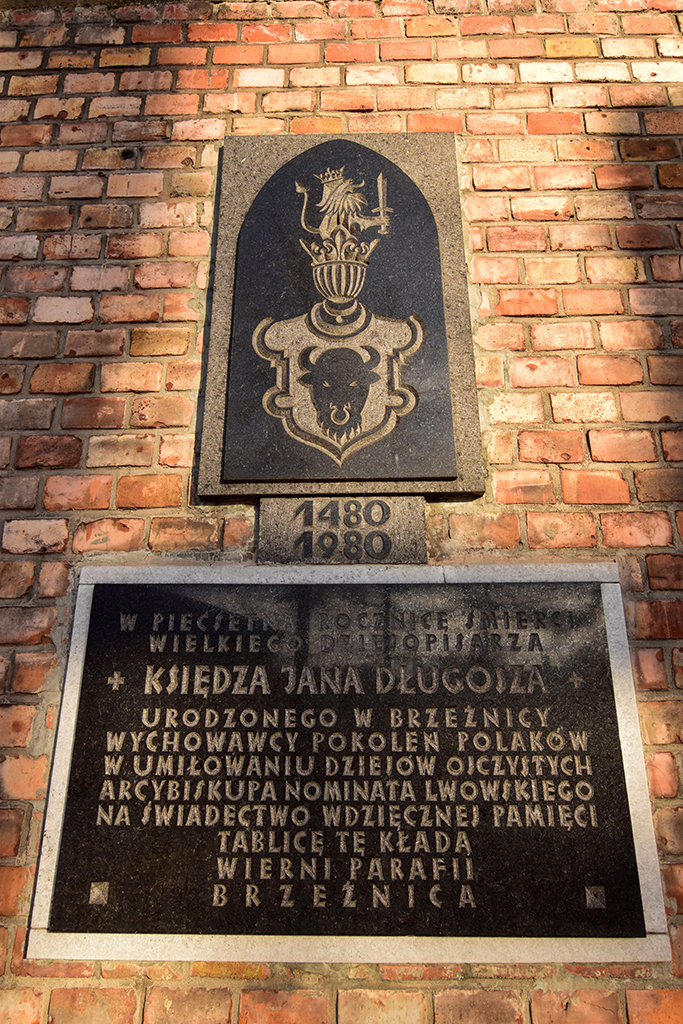 1480
1980
W PIĘĆSETNĄ ROCZNICĘ ŚMIERCI
WIELKIEGO DZIEJOPISARZA
+ KSIĘDZA JANA DŁUGOSZA +
URODZONEGO W BRZEŹNICY
WYCHOWAWCY POKOLEŃ POLAKÓW
W UMIŁOWANIU DZIEJÓW OJCZYSTYCH
ARCYBISKUPA NOMINATA LWOWSKIEGO
NA ŚWIADECTWO WDZIĘCZNEJ PAMIĘCI
TABLICĘ TĘ KŁADĄ
WIERNI PARAFII
BRZEŹNICA